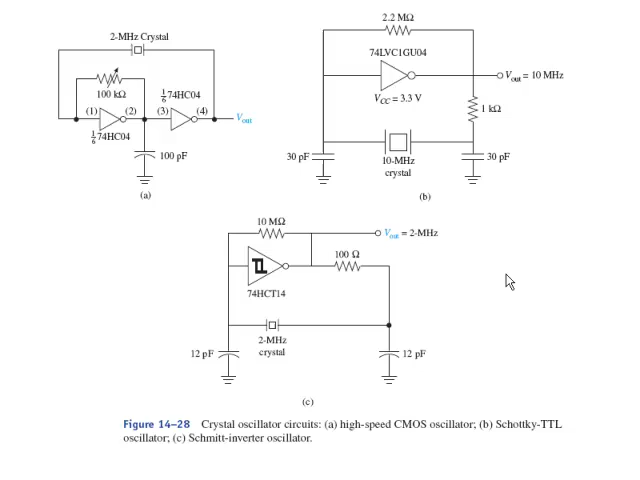 2-MHz Crystal
100 kΩ
1/6 74HC04
(1)
(2)
(3)
(4)
Vout
1/6 74HC04
100 pF
(a)
2.2 MΩ
74LVC1GU04
Vout = 10 MHz
VCC = 3.3 V
1 kΩ
30 pF
10-MHz
crystal
30 pF
(b)
10 MΩ
Vout = 2-MHz
100 Ω
74HCT14
2-MHz
crystal
12 pF
12 pF
(c)
Figure 14–28 Crystal oscillator circuits: (a) high-speed CMOS oscillator; (b) Schottky-TTL
oscillator; (c) Schmitt-inverter oscillator.